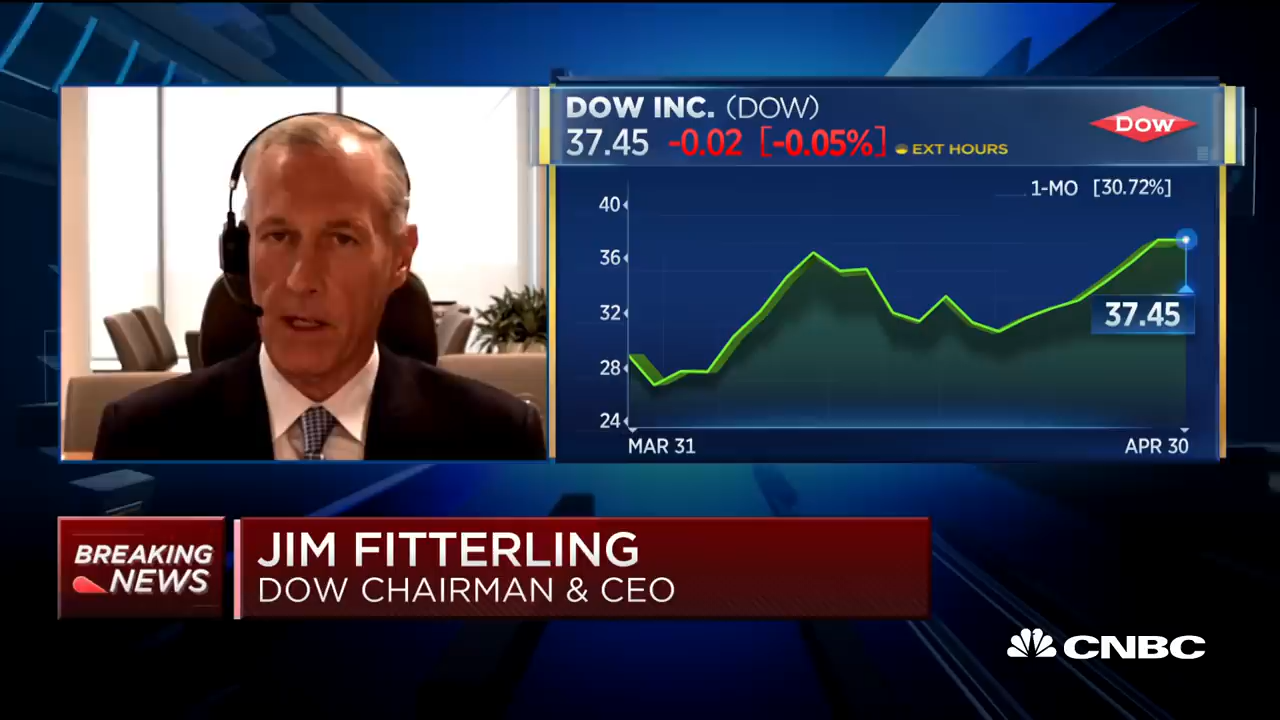 DOW INC. (DOW)
37.45 -0.02 [-0.05%] EXT HOURS
DOW
1-MO [30.72%]
40
36
32
28
24
37.45
MAR 31 APR 30
BREAKING
NEWS
JIM FITTERLING
DOW CHAIRMAN & CEO
CNBC